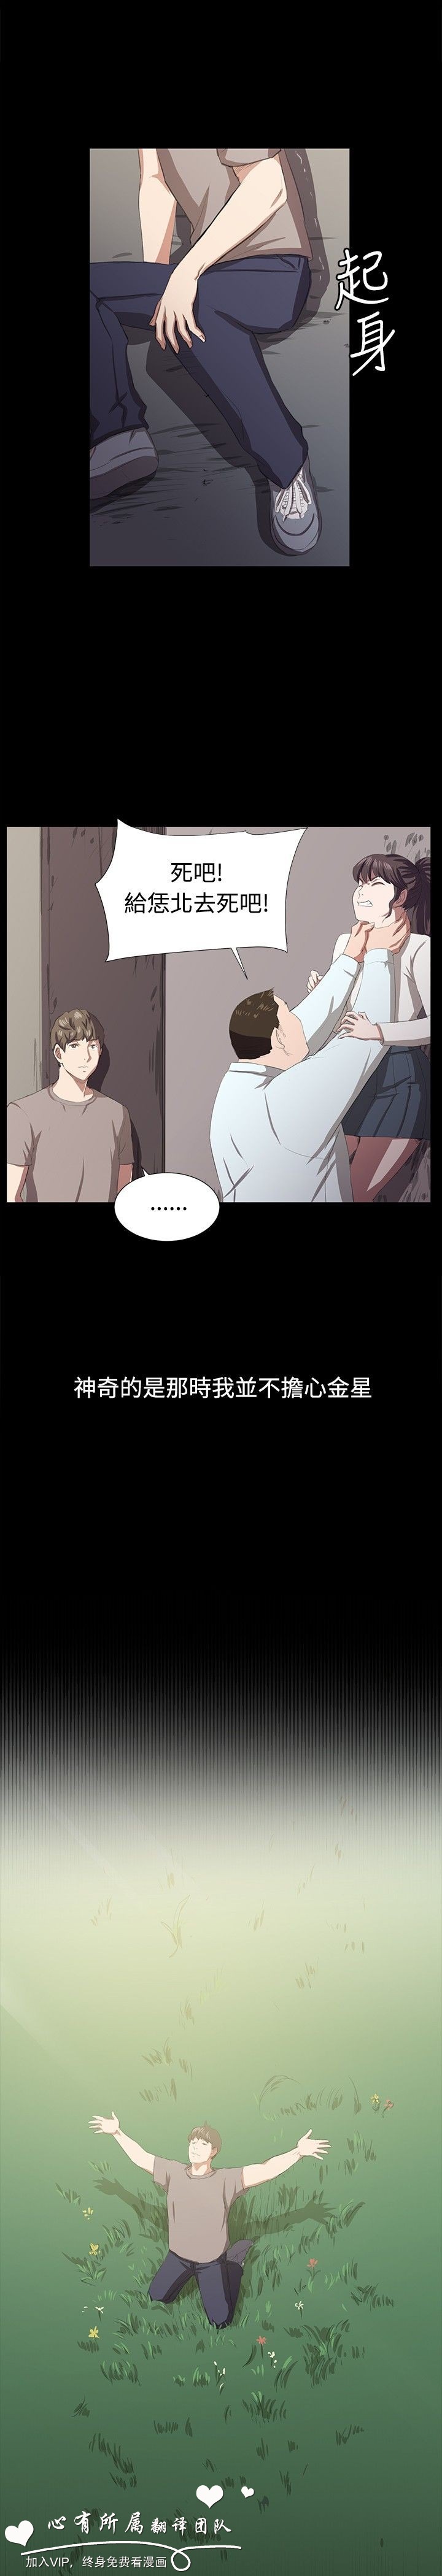 起身
死吧!
給恁北去死吧!
......
神奇的是那時我並不擔心金星
心有所属翻译团队
加入VIP，终身免费看漫画